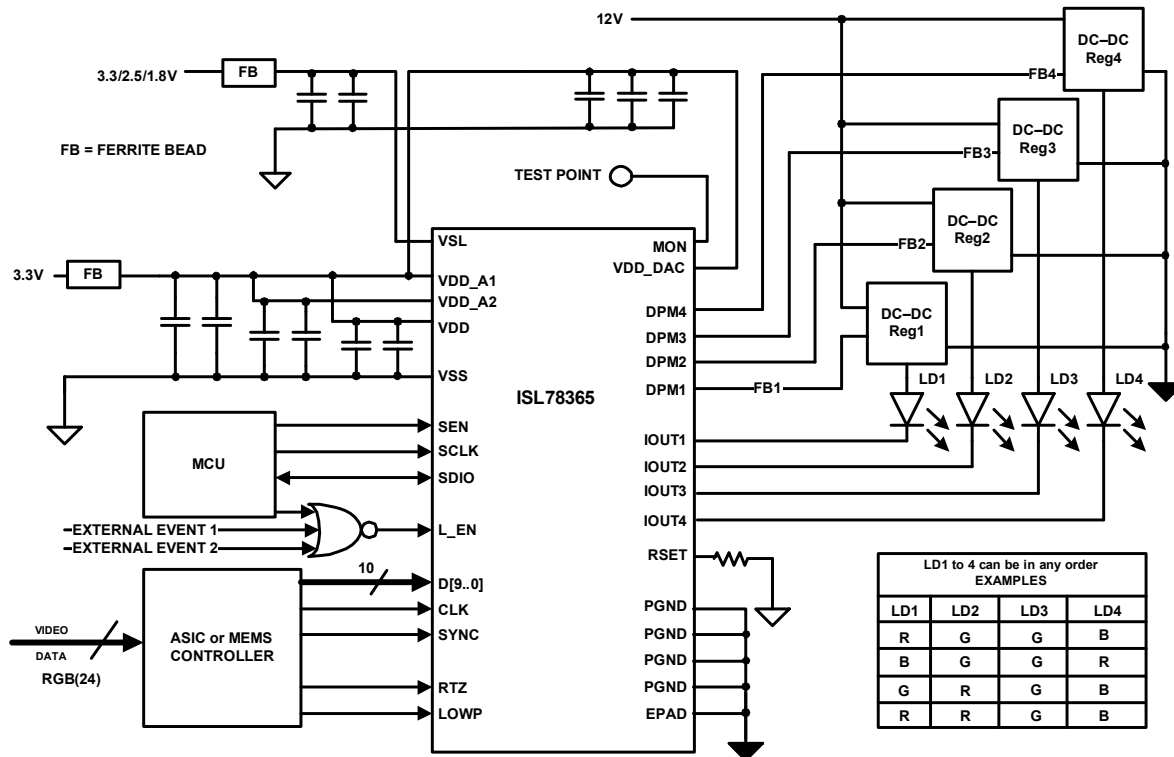 12V
DC–DC
Reg4
3.3/2.5/1.8V
FB
FB4
DC–DC
Reg3
FB = FERRITE BEAD
FB3
TEST POINT
DC–DC
Reg2
FB2
VSL
MON
VDD_DAC
3.3V
FB
VDD_A1
VDD_A2
VDD
VSS
DPM4
DPM3
DPM2
DPM1
FB1
DC–DC
Reg1
LD1
LD2
LD3
LD4
ISL78365
MCU
SEN
SCLK
SDIO
IOUT1
IOUT2
IOUT3
IOUT4
EXTERNAL EVENT 1
EXTERNAL EVENT 2
L_EN
RSET
10
D[9..0]
CLK
SYNC
RTZ
LOWP
VIDEO
DATA
RGB(24)
ASIC or MEMS
CONTROLLER
PGND
PGND
PGND
PGND
EPAD
LD1 to 4 can be in any order
EXAMPLES
LD1 LD2 LD3 LD4
R G G B
B G G R
G R G B
R R G B